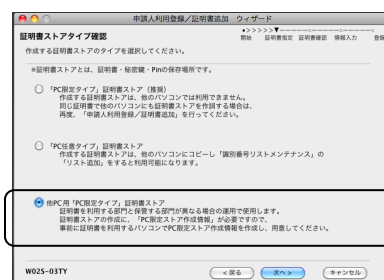 申請人利用登録／証明書追加 ウィザード
証明書ストアタイプ確認
●>>>>>▼-----□-----□-----□
開始 証明書指定 証明書確認 情報入力 登録
作成する証明書ストアのタイプを選択してください。
※証明書ストアとは、証明書・秘密鍵・Pinの保存場所です。
「PC限定タイプ」証明書ストア（推奨）
作成する証明書ストアは、他のパソコンでは利用できません。
同じ証明書で他のパソコンにも証明書ストアを作調する場合は、
再度、「申請人利用登録／証明書追加」を行ってください。
「PC任意タイプ」証明書ストア
作成する証明書ストアは、他のパソコンにコピーし「識別番号リストメンテナンス」の
「リスト追加」をすると利用可能になります。
他PC用「PC限定タイプ」証明書ストア
証明書を利用する部門と保管する部門が異なる場合の運用で使用します。
証明書ストアの作成に、「PC限定ストア作成情報」が必要ですので、
事前に証明書を利用するパソコンでPC限定ストア作成情報を作成し、用意してください。
W02S-03TY
<戻る
次へ>
キャンセル